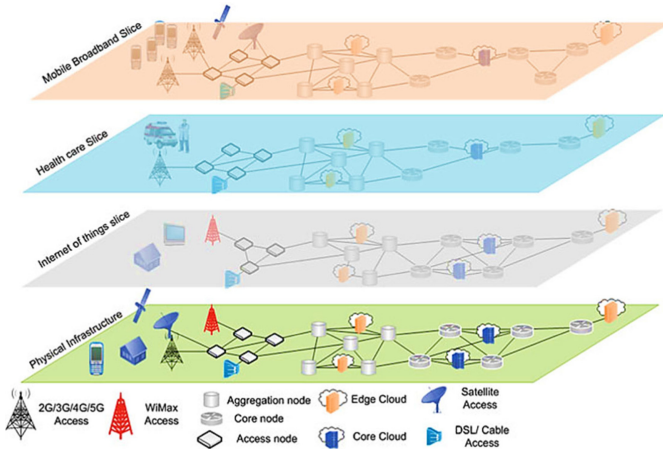 Mobile Broadband Slice
Health care Slice
Internet of things slice
Physical Infrastructure
2G/3G/4G/5G
Access
WiMax
Access
Aggregation node
Core node
Access node
Edge Cloud
Core Cloud
Satellite
Access
DSL/ Cable
Access